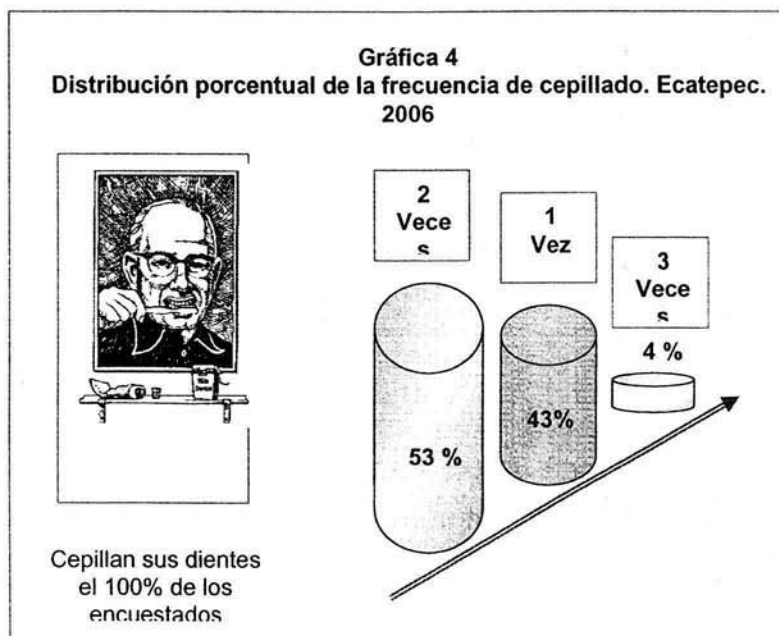 Gráfica 4
Distribución porcentual de la frecuencia de cepillado. Ecatepec.
2006
2
Vece
s
1
Vez
3
Vece
s
4 %
43%
53 %
Cepillan sus dientes
el 100% de los
encuestados